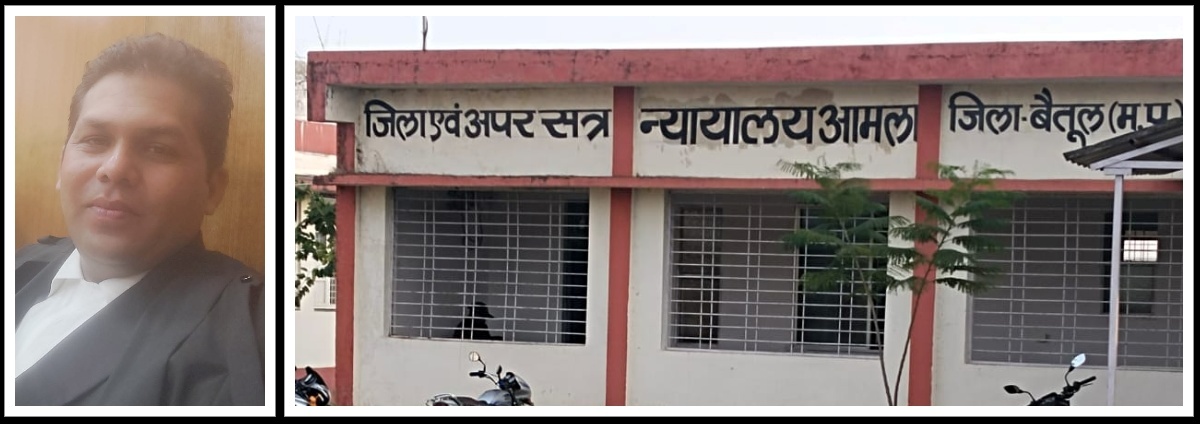 जिला एवं अपर सत्र न्यायालय आमला जिला-बैतूल (म.प्र.)